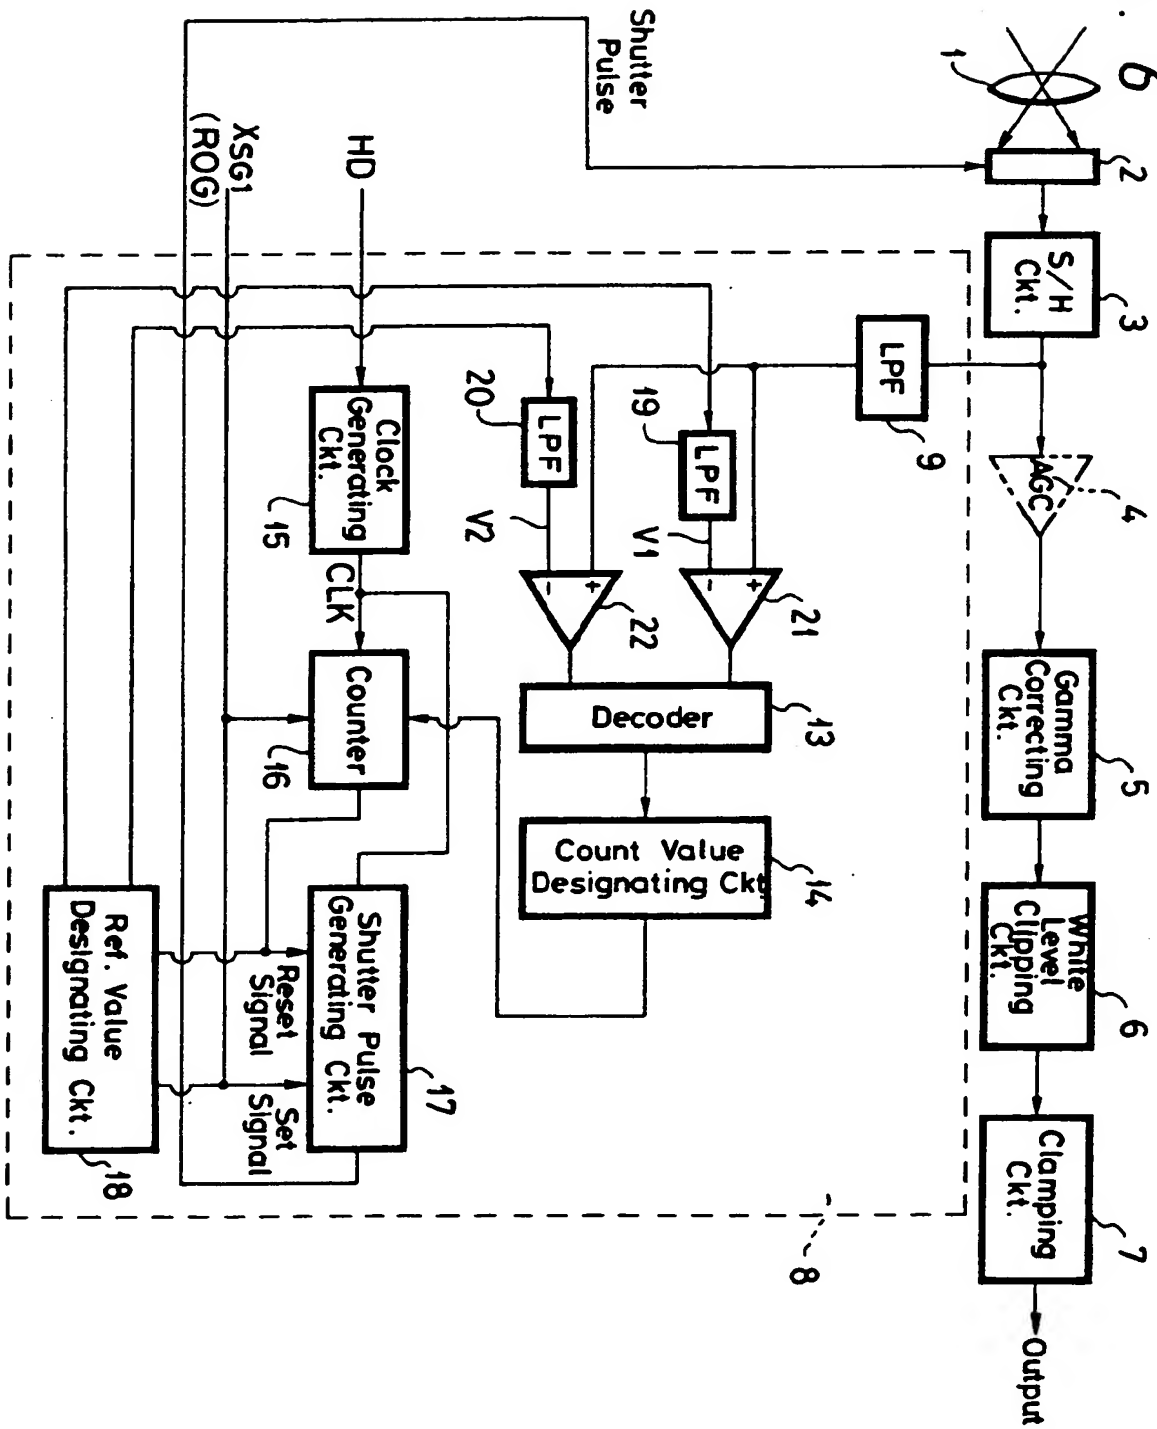 6
1
2
S/H
Ckt.
3
AGC
4
Gamma
Correcting
Ckt.
5
White
Level
Clipping
Ckt.
6
Clamping
Ckt.
7
Output
LPF
9
LPF
19
V1
+
-
21
LPF
20
V2
+
-
22
Decoder
13
Count Value
Designating Ckt
14
Shutter
Pulse
HD
Clock
Generating
Ckt.
15
CLK
Counter
16
Shutter Pulse
Generating Ckt.
17
XSG1
(ROG)
Reset
Signal
Set
Signal
Ref. Value
Designating Ckt.
18
8